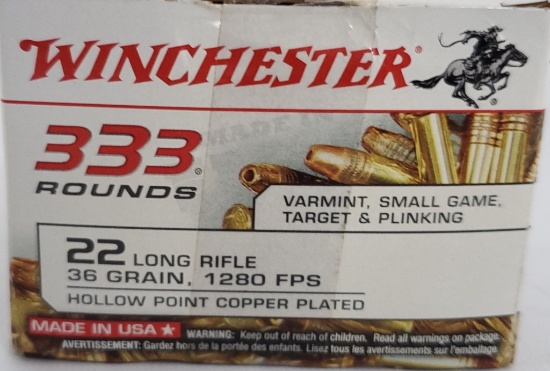 WINCHESTER®
MADE IN
333®
ROUNDS
VARMINT, SMALL GAME,
TARGET & PLINKING
22 LONG RIFLE
36 GRAIN, 1280 FPS
HOLLOW POINT COPPER PLATED
MADE IN USA★
WARNING: Keep out of reach of children. Read all warnings on package.
AVERTISSEMENT: Gardez hors de la portée des enfants. Lisez tous les avertissements sur l'emballage.